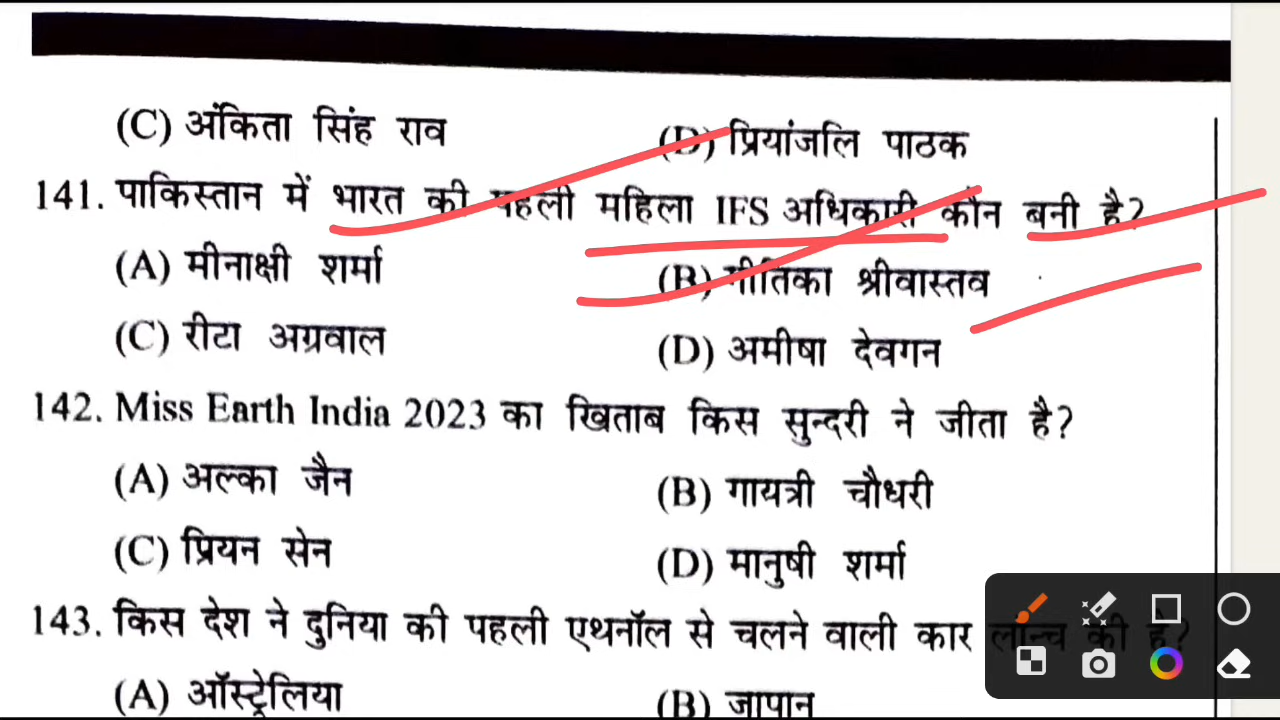 (C) अंकिता सिंह राव (D) प्रियांजलि पाठक
141. पाकिस्तान में भारत की पहली महिला IFS अधिकारी कौन बनी है?
(A) मीनाक्षी शर्मा (B) गीतिका श्रीवास्तव
(C) रीटा अग्रवाल (D) अमीषा देवगन
142. Miss Earth India 2023 का खिताब किस सुन्दरी ने जीता है?
(A) अल्का जैन (B) गायत्री चौधरी
(C) प्रियन सेन (D) मानुषी शर्मा
143. किस देश ने दुनिया की पहली एथनॉल से चलने वाली कार लॉन्च की है?
(A) ऑस्ट्रेलिया (B) जापान